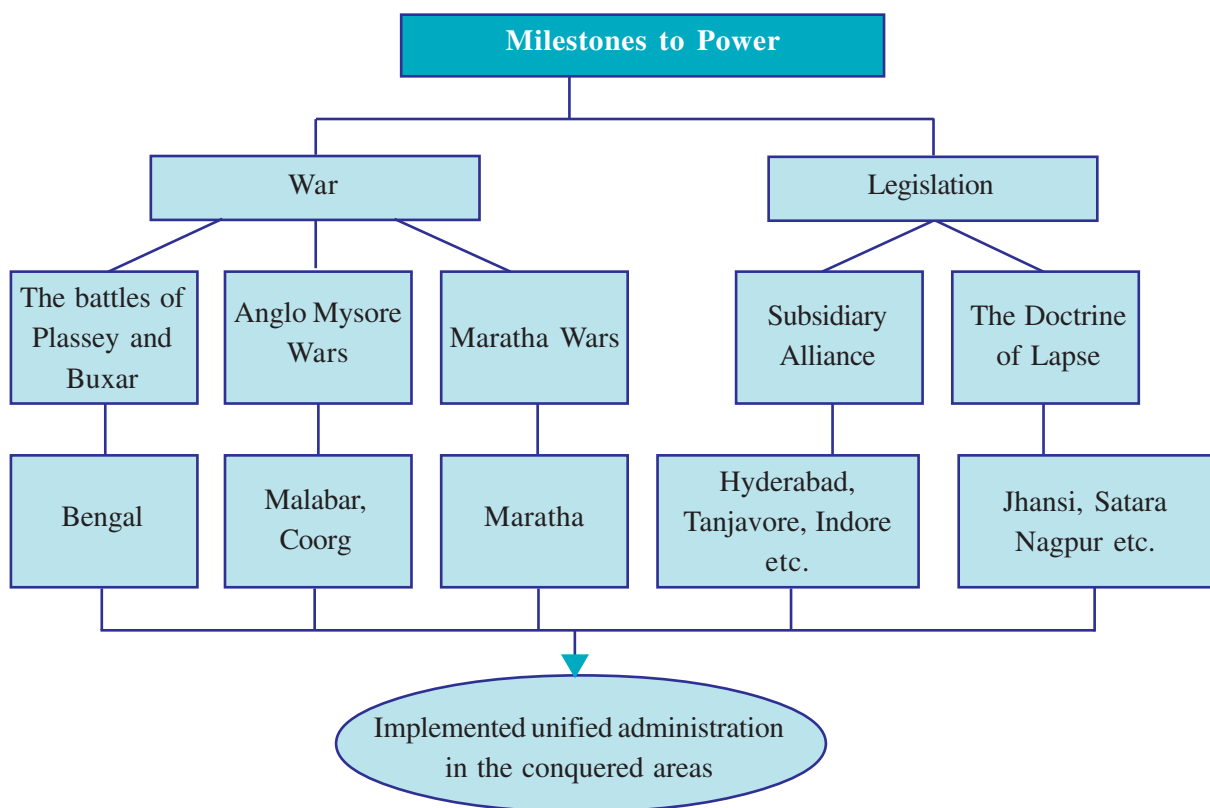 Milestones to Power
War
Legislation
The battles of
Plassey and
Buxar
Anglo Mysore
Wars
Maratha Wars
Subsidiary
Alliance
The Doctrine
of Lapse
Bengal
Malabar,
Coorg
Maratha
Hyderabad,
Tanjavore, Indore
etc.
Jhansi, Satara
Nagpur etc.
Implemented unified administration
in the conquered areas